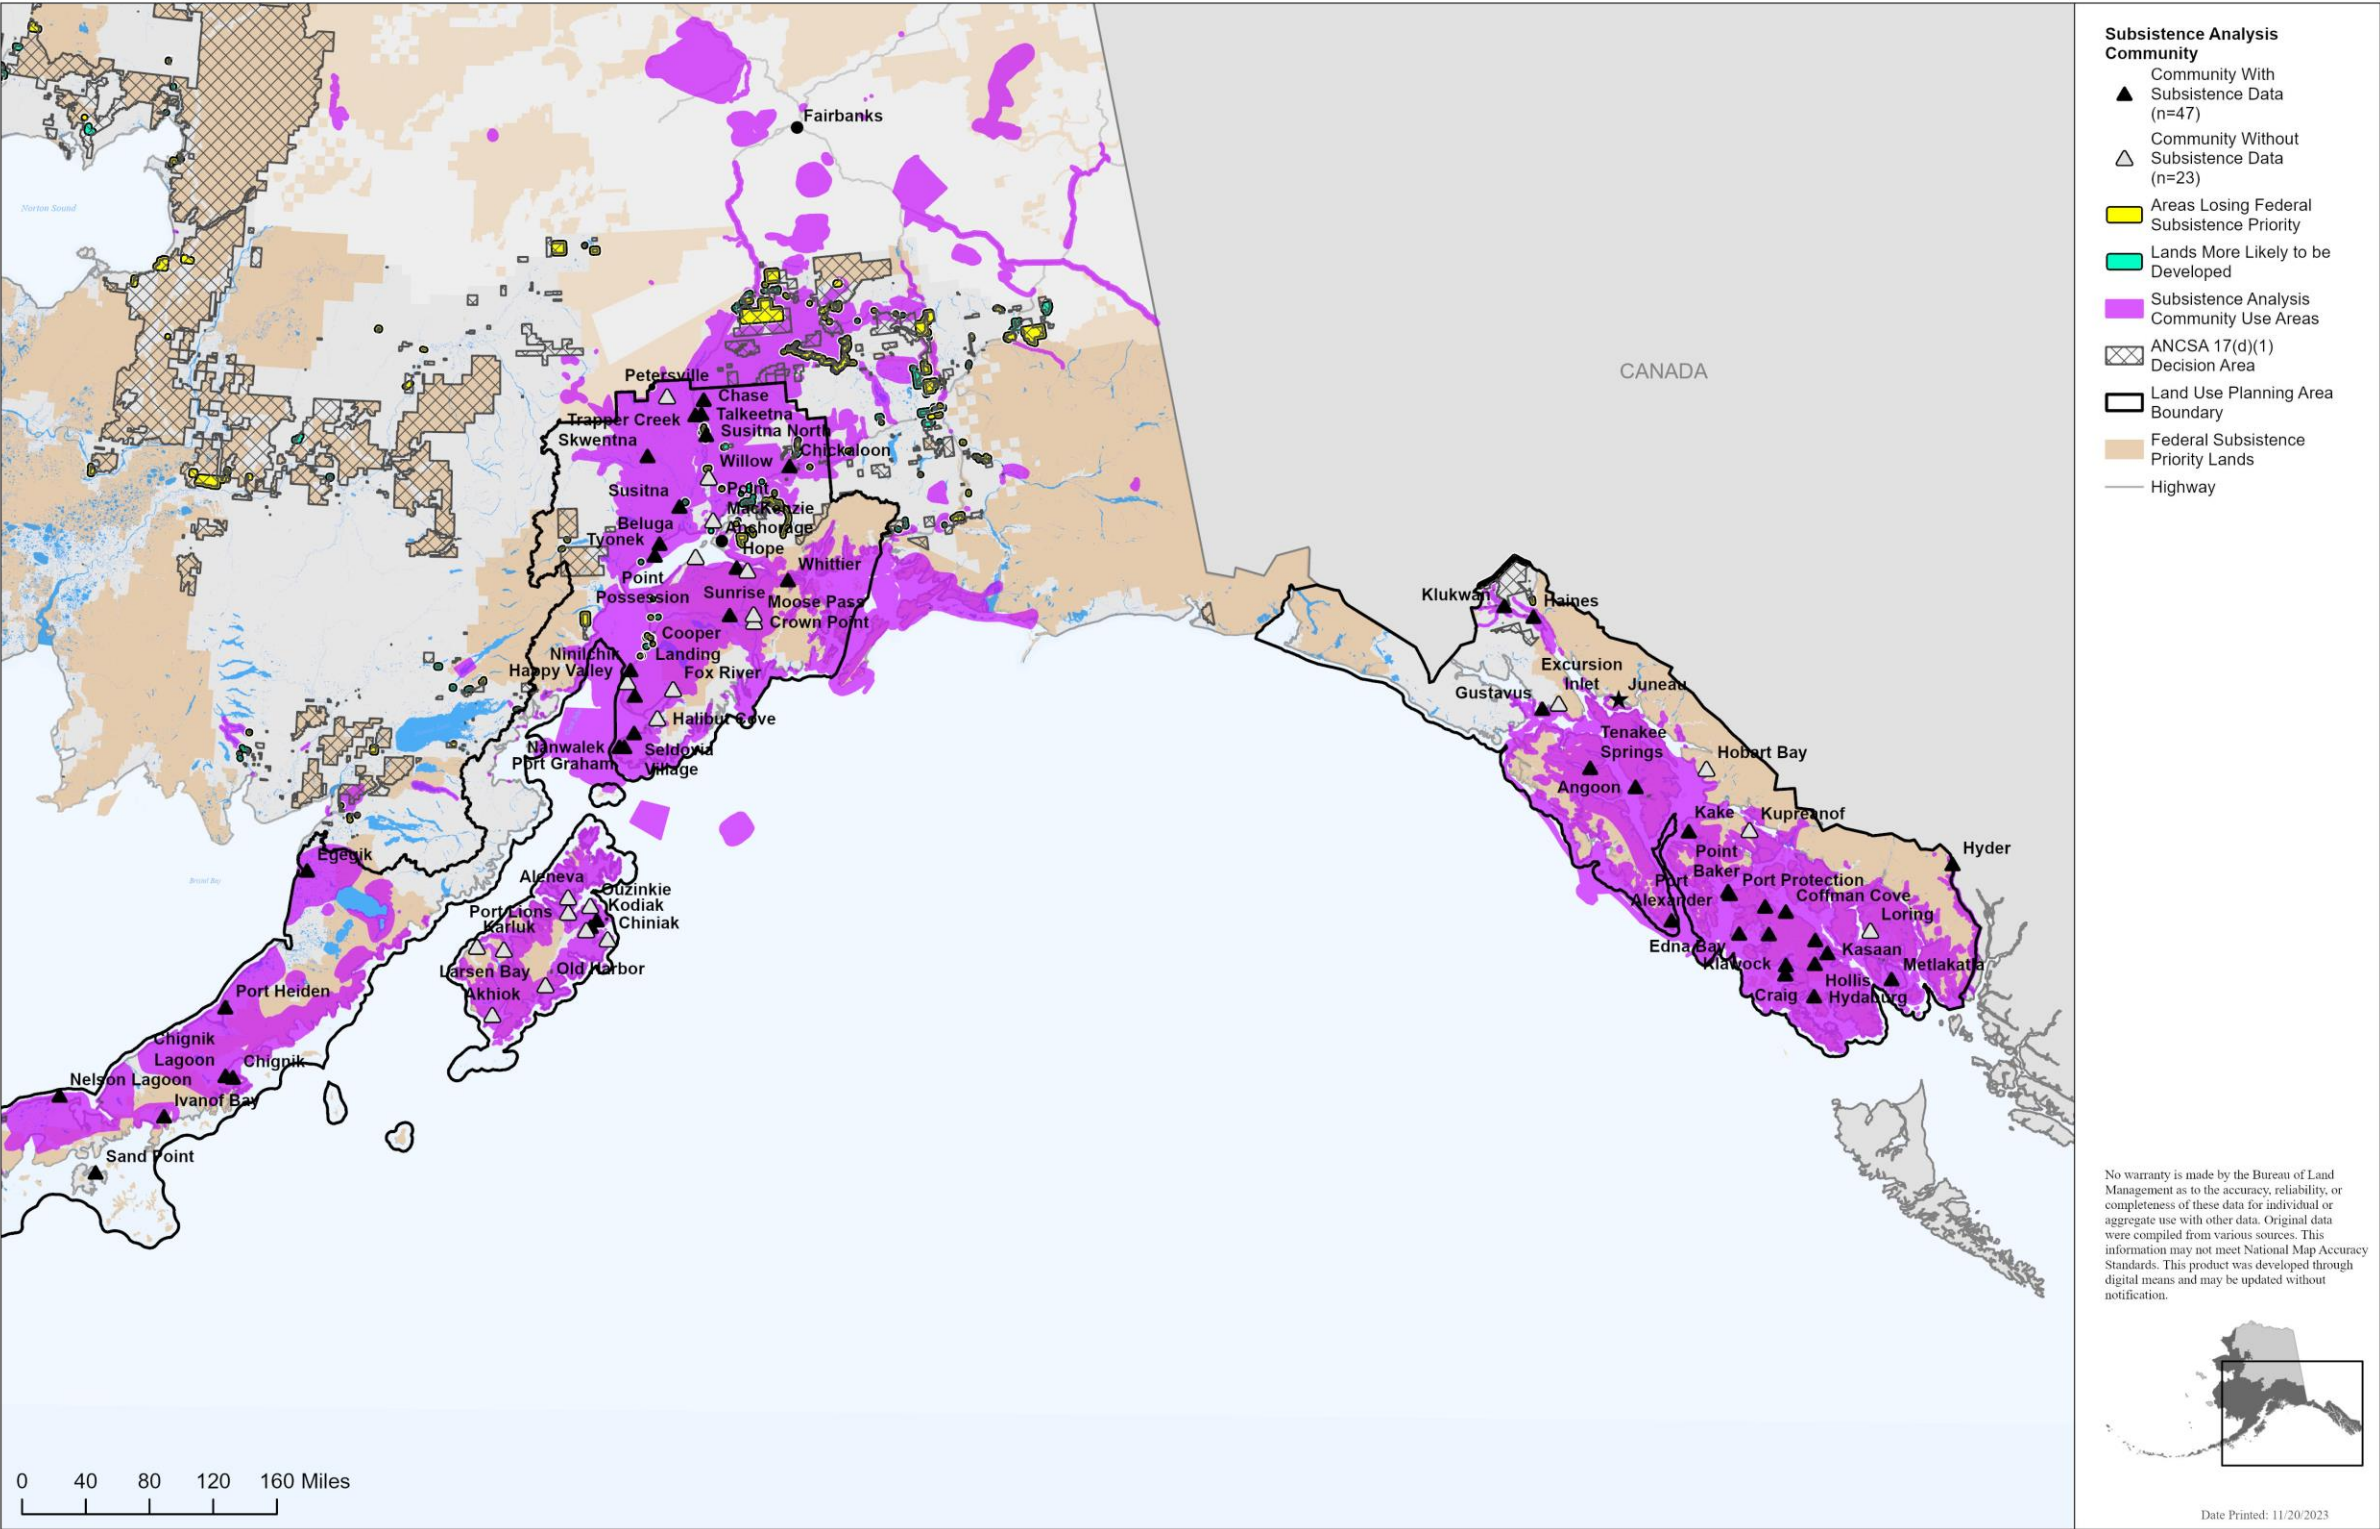 Fairbanks
Norton Sound
CANADA
Petersville
Chase
Trapper Creek
Talkeetna
Susitna North
Skwentna
Chickaloon
Willow
Susitna
Point
MacKenzie
Beluga
Anchorage
Tyonek
Hope
Whittier
Point
Possession
Sunrise
Moose Pass
Crown Point
Cooper
Landing
Ninilchik
Happy Valley
Fox River
Halibut Cove
Nanwalek
Seldovia
Village
Port Graham
Egegik
Bristol Bay
Aleneva
Ouzinkie
Kodiak
Port Lions
Chiniak
Karluk
Larsen Bay
Old Harbor
Akhiok
Port Heiden
Chignik
Lagoon
Chignik
Nelson Lagoon
Ivanof Bay
Sand Point
Klukwan
Haines
Excursion
Inlet
Juneau
Gustavus
Tenakee
Springs
Hobart Bay
Angoon
Kake
Kupreanof
Hyder
Point
Baker
Port Protection
Port
Alexander
Coffman Cove
Loring
Edna Bay
Kasaan
Klawock
Metlakatla
Hollis
Craig
Hydaburg
0 40 80 120 160 Miles
Subsistence Analysis
Community
Community With
Subsistence Data
(n=47)
Community Without
Subsistence Data
(n=23)
Areas Losing Federal
Subsistence Priority
Lands More Likely to be
Developed
Subsistence Analysis
Community Use Areas
ANCSA 17(d)(1)
Decision Area
Land Use Planning Area
Boundary
Federal Subsistence
Priority Lands
Highway
No warranty is made by the Bureau of Land
Management as to the accuracy, reliability, or
completeness of these data for individual or
aggregate use with other data. Original data
were compiled from various sources. This
information may not meet National Map Accuracy
Standards. This product was developed through
digital means and may be updated without
notification.
Date Printed: 11/20/2023